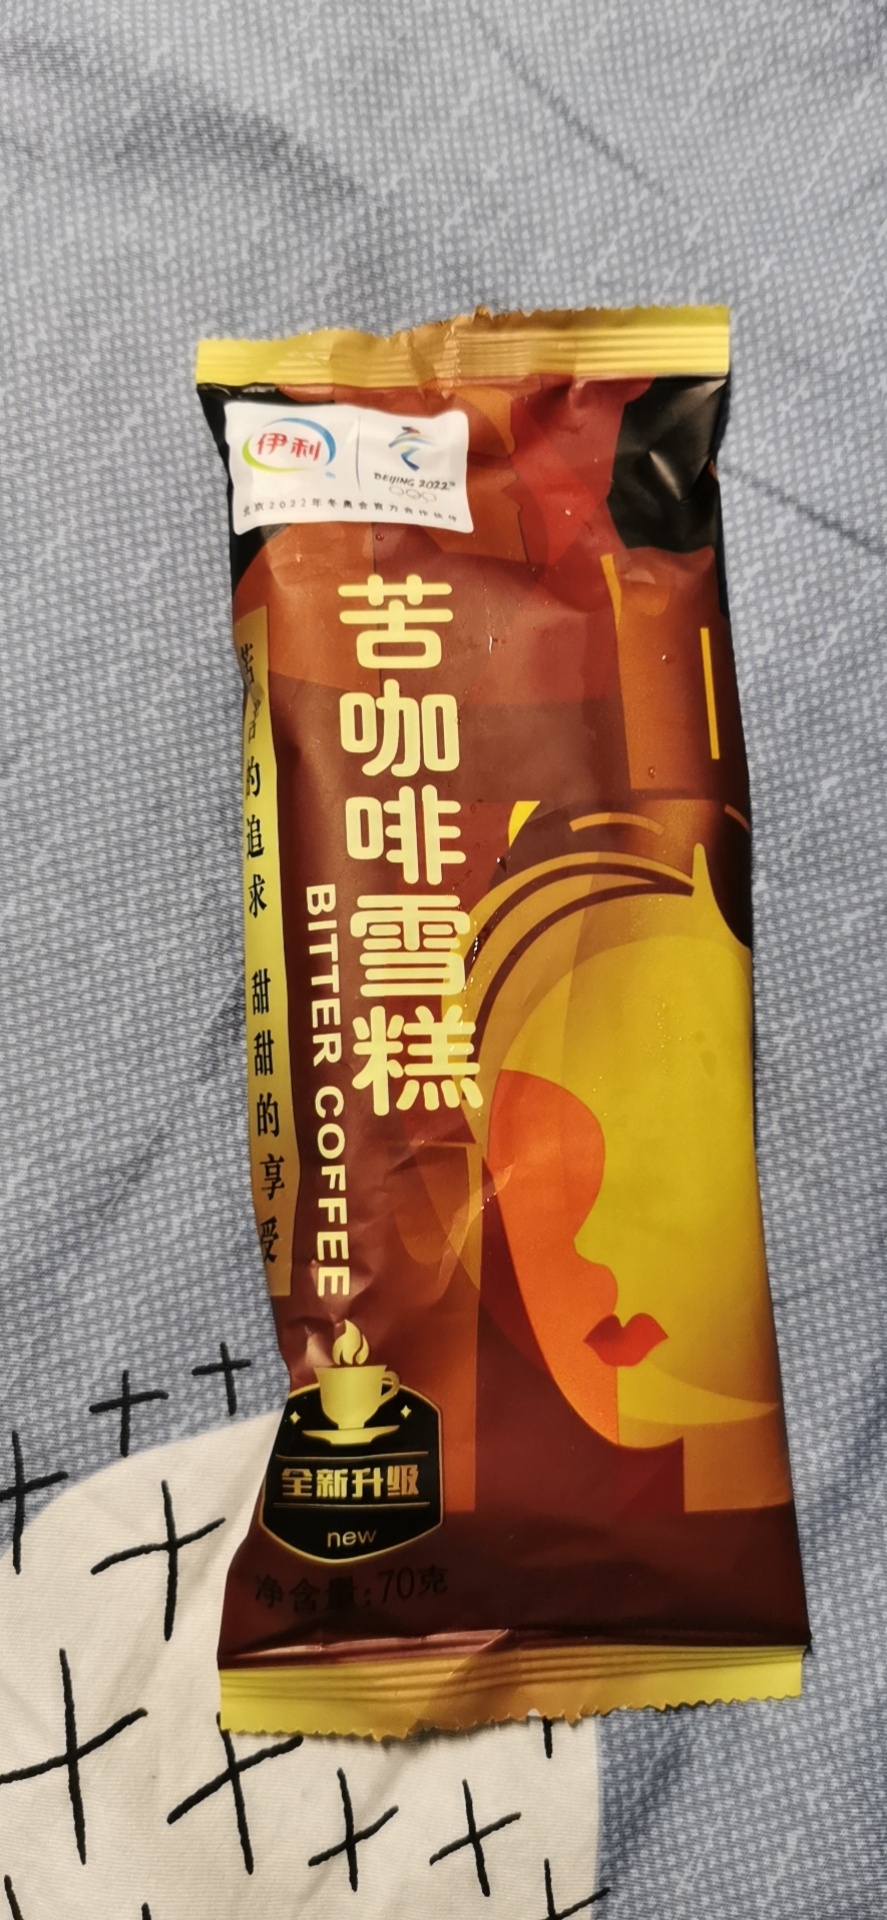 伊利
BEIJING 2022™
北京2022年冬奥会官方合作伙伴
苦咖啡雪糕
BITTER COFFEE
苦苦的追求 甜甜的享受
全新升级
new
净含量:70克